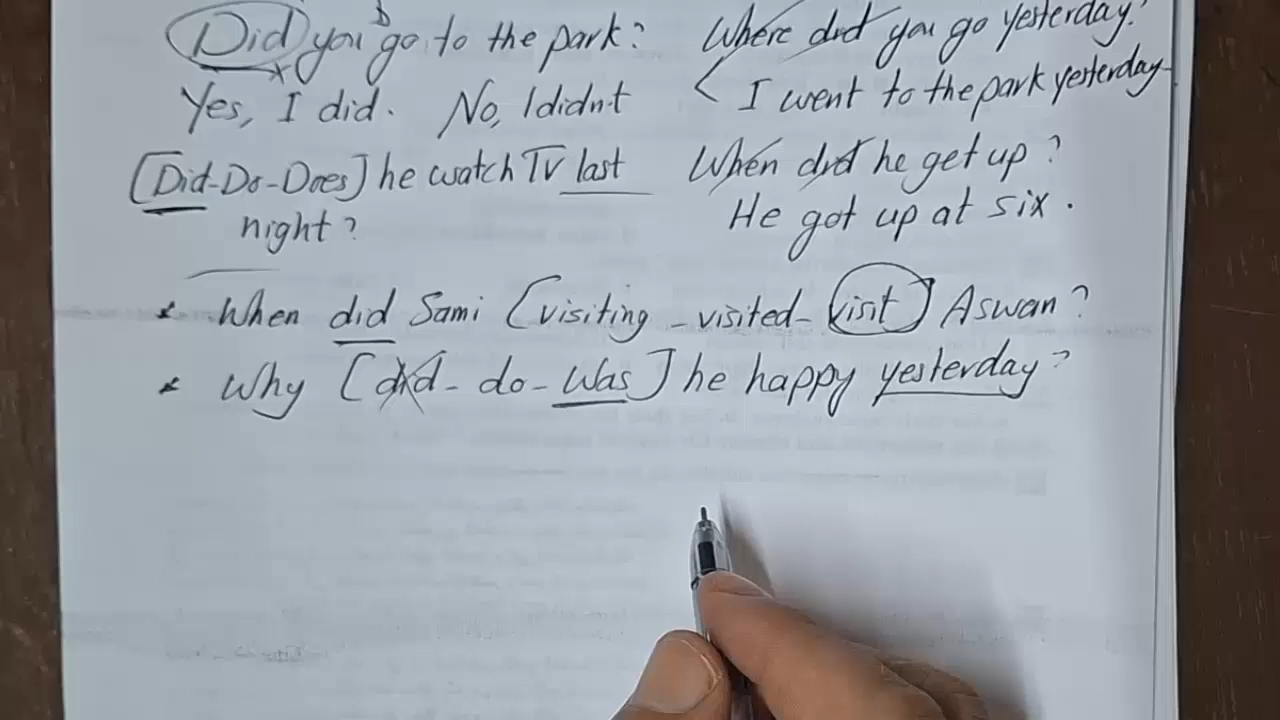 Did you go to the park? Where did you go yesterday?
Yes, I did. No, I didn't < I went to the park yesterday
[Did-Do-Does] he watch TV last night? When did he get up?
He got up at six.
* When did Sami [visiting - visited - visit] Aswan?
* Why [did - do - was] he happy yesterday?